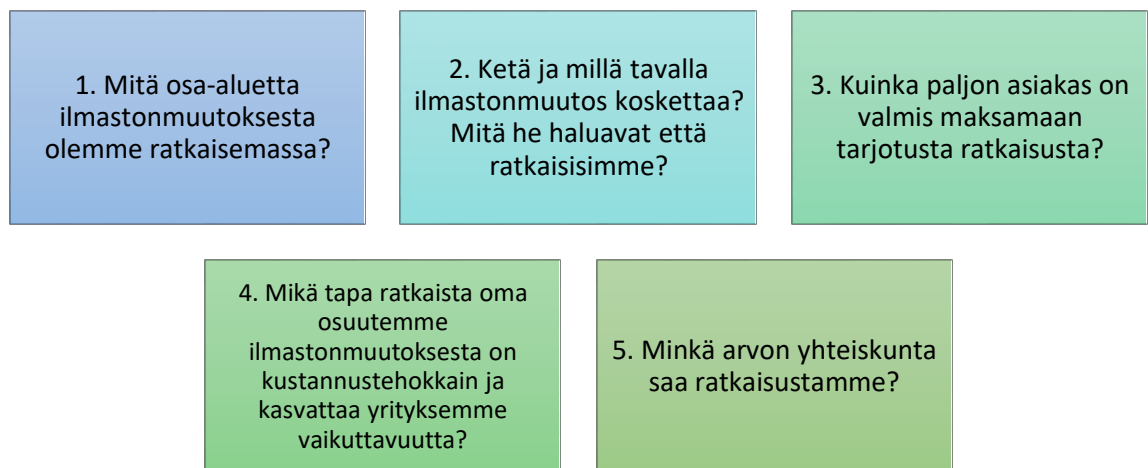 1. Mitä osa-aluetta
ilmastonmuutoksesta
olemme ratkaisemassa?
2. Ketä ja millä tavalla
ilmastonmuutos koskettaa?
Mitä he haluavat että
ratkaisisimme?
3. Kuinka paljon asiakas on
valmis maksamaan
tarjotusta ratkaisusta?
4. Mikä tapa ratkaista oma
osuutemme
ilmastonmuutoksesta on
kustannustehokkain ja
kasvattaa yrityksemme
vaikuttavuutta?
5. Minkä arvon yhteiskunta
saa ratkaisustamme?